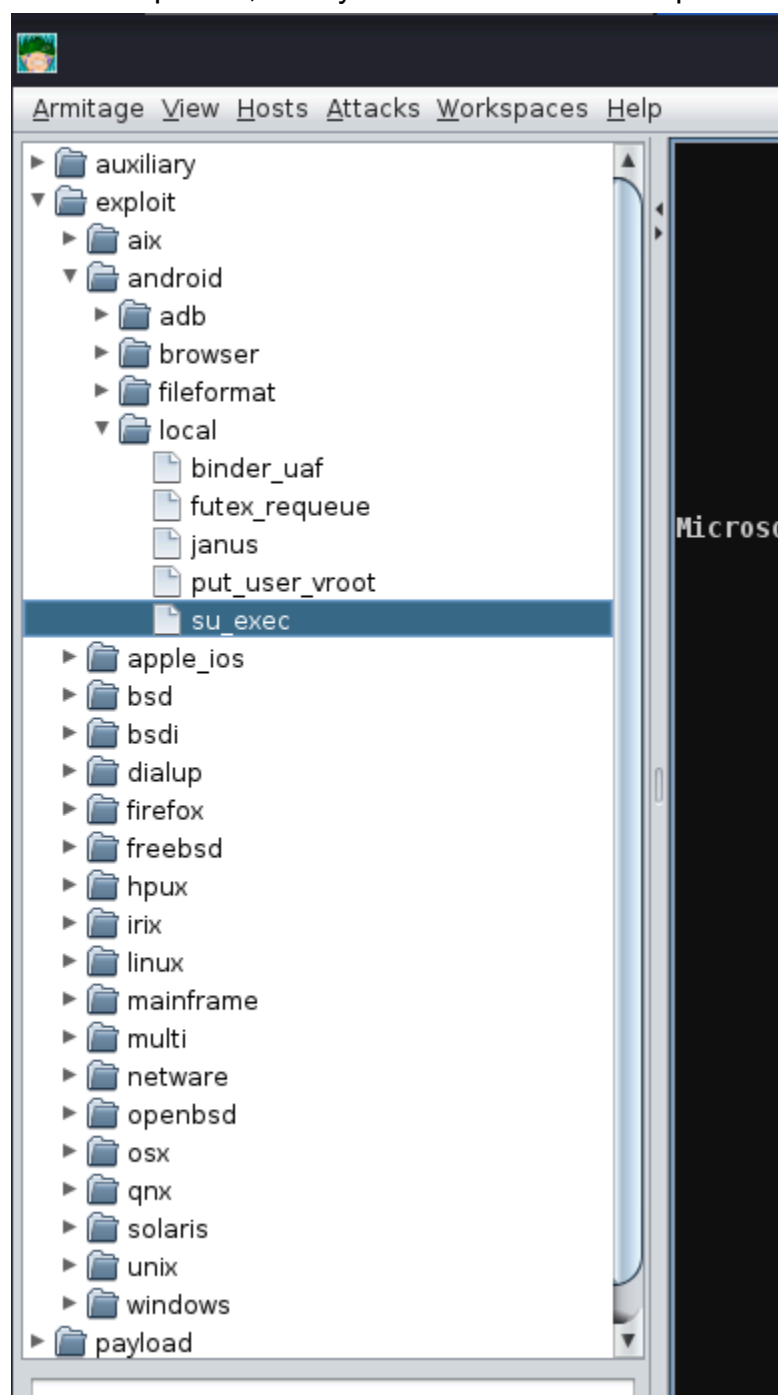 Armitage View Hosts Attacks Workspaces Help
auxiliary
exploit
aix
android
adb
browser
fileformat
local
binder_uaf
futex_requeue
janus
put_user_vroot
su_exec
apple_ios
bsd
bsdi
dialup
firefox
freebsd
hpux
irix
linux
mainframe
multi
netware
openbsd
osx
qnx
solaris
unix
windows
payload
Microso